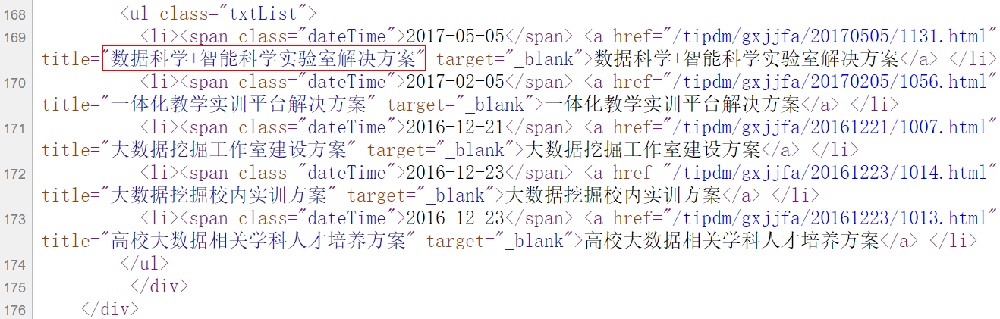 168 <ul class="txtList">
169 <li><span class="dateTime">2017-05-05</span> <a href="/tipdm/gxjjfa/20170505/1131.html"
title="数据科学+智能科学实验室解决方案" target="_blank">数据科学+智能科学实验室解决方案</a> </li>
170 <li><span class="dateTime">2017-02-05</span> <a href="/tipdm/gxjjfa/20170205/1056.html"
title="一体化教学实训平台解决方案" target="_blank">一体化教学实训平台解决方案</a> </li>
171 <li><span class="dateTime">2016-12-21</span> <a href="/tipdm/gxjjfa/20161221/1007.html"
title="大数据挖掘工作室建设方案" target="_blank">大数据挖掘工作室建设方案</a> </li>
172 <li><span class="dateTime">2016-12-23</span> <a href="/tipdm/gxjjfa/20161223/1014.html"
title="大数据挖掘校内实训方案" target="_blank">大数据挖掘校内实训方案</a> </li>
173 <li><span class="dateTime">2016-12-23</span> <a href="/tipdm/gxjjfa/20161223/1013.html"
title="高校大数据相关学科人才培养方案" target="_blank">高校大数据相关学科人才培养方案</a> </li>
174 </ul>
175 </div>
176 </div>